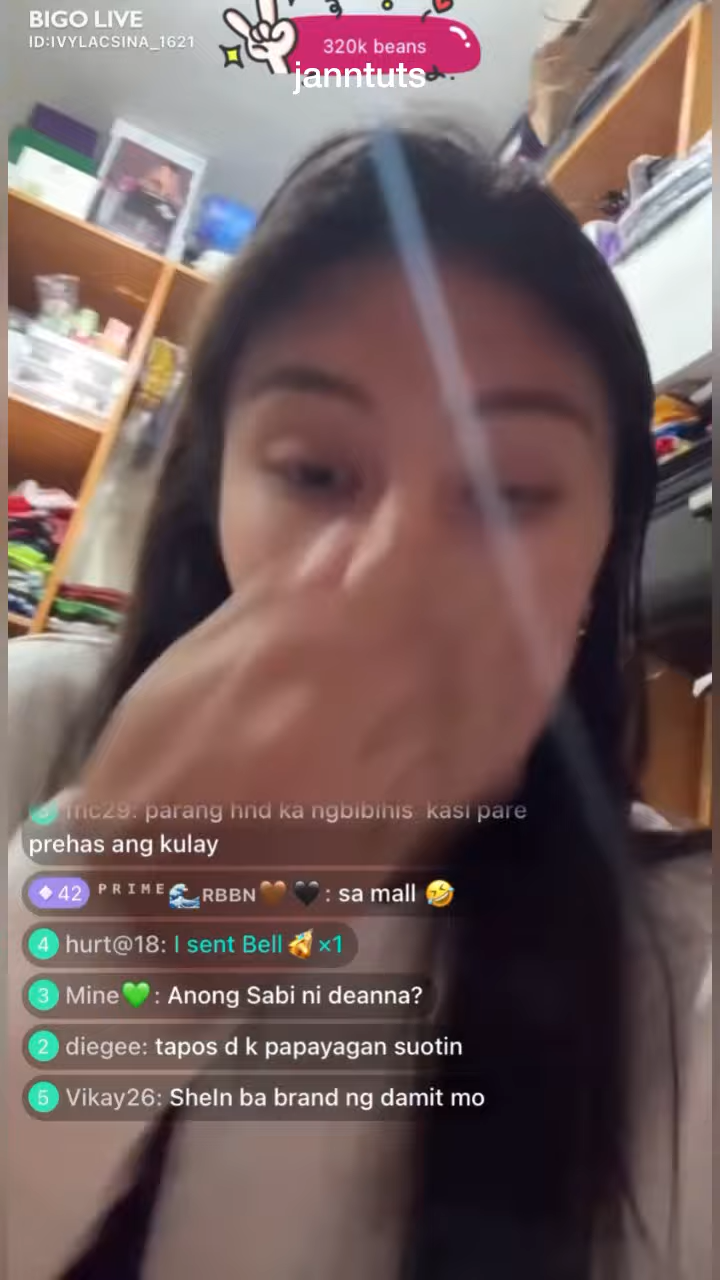 BIGO LIVE
ID:IVYLACSINA_1621
320k beans
janntuts
3 ric29: parang hnd ka ngbibihis kasi pare
prehas ang kulay
42 ᴾᴿᴵᴹᴱ🌊RBBN🤎🖤: sa mall 🤣
4 hurt@18: I sent Bell ×1
3 Mine💚: Anong Sabi ni deanna?
2 diegee: tapos d k papayagan suotin
5 Vikay26: SheIn ba brand ng damit mo